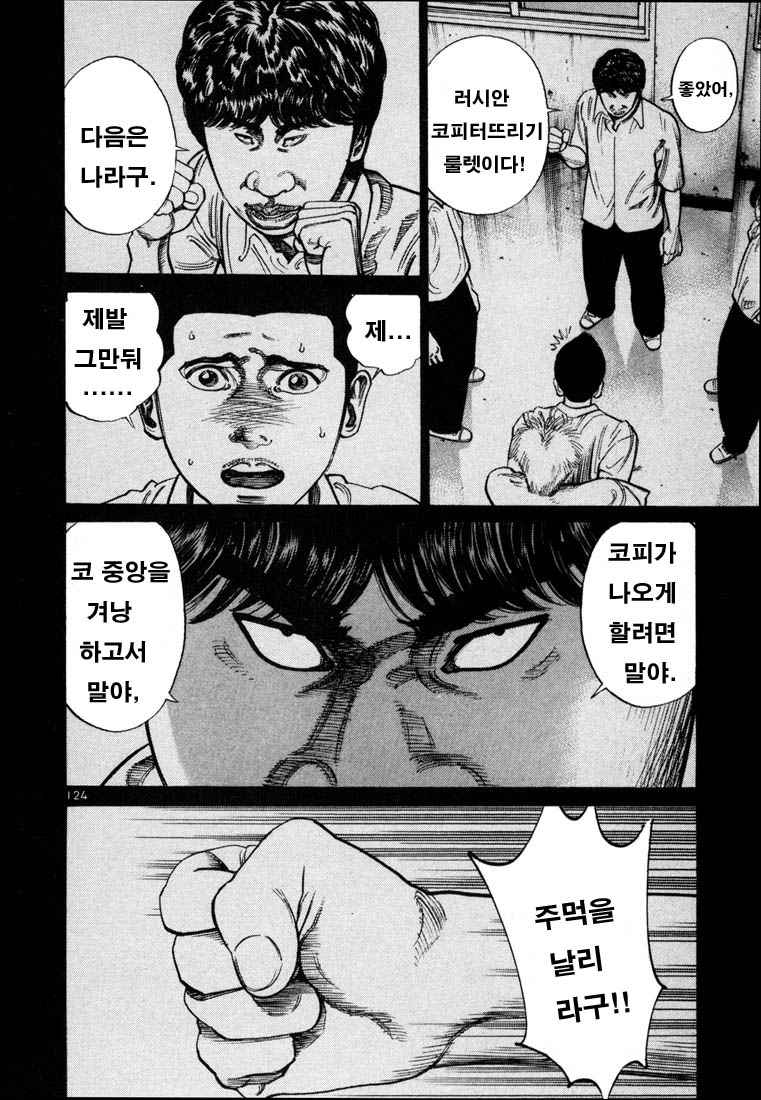 좋았어,
러시안
코피터뜨리기
룰렛이다!
다음은
나라구.
제...
제발
그만둬
……
코피가
나오게
할려면
말야.
코 중앙을
겨냥
하고서
말야,
124
주먹을
날리
라구!!